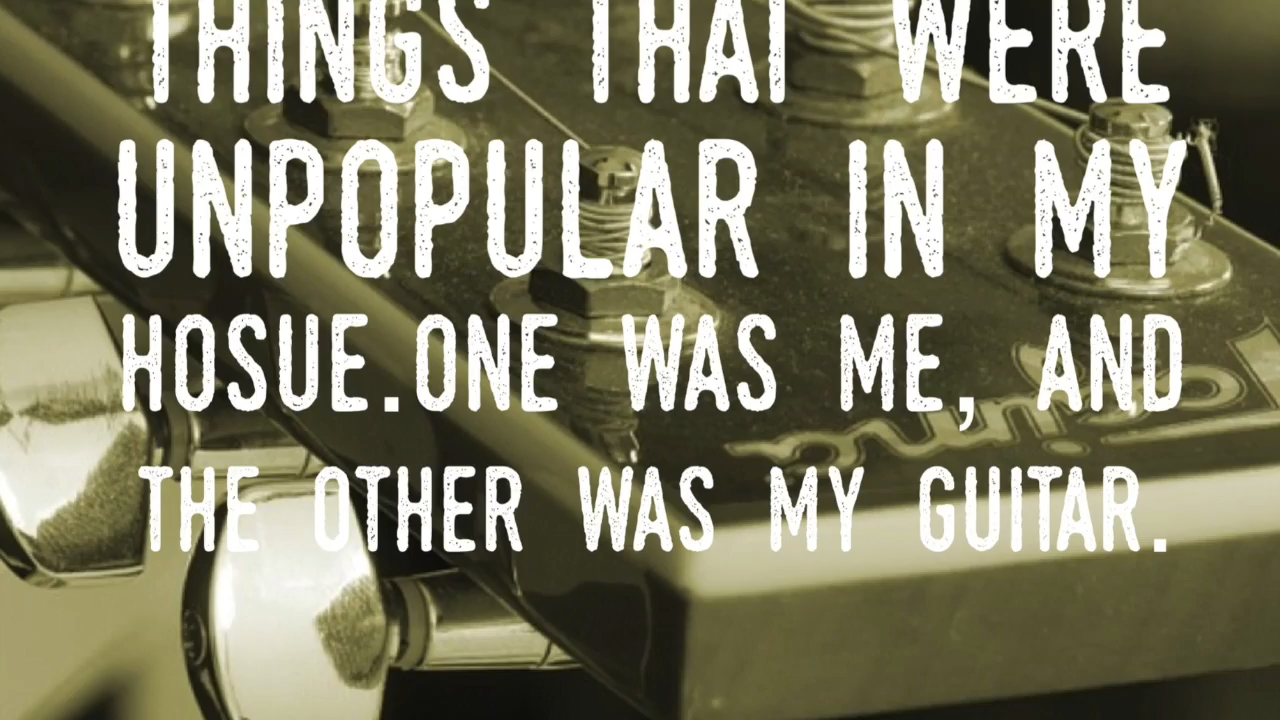 THINGS THAT WERE
UNPOPULAR IN MY
HOSUE.ONE WAS ME, AND
THE OTHER WAS MY GUITAR.